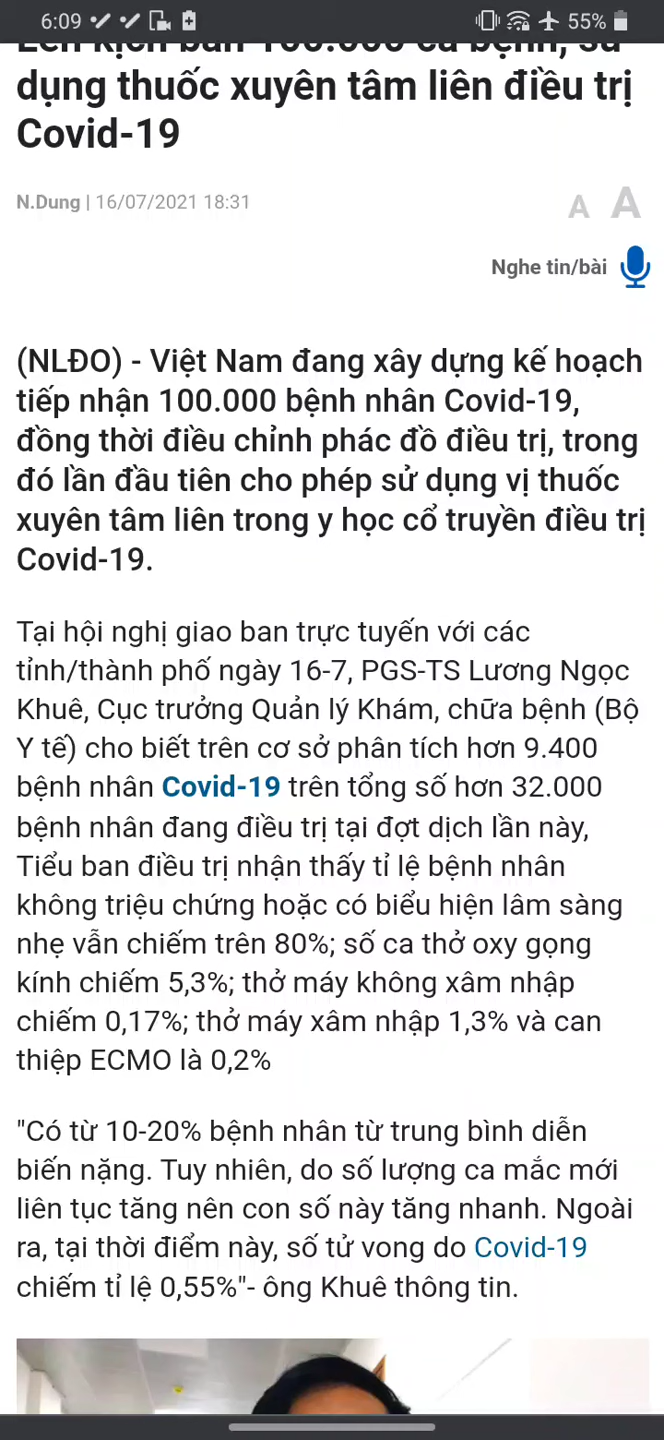 6:09
55%
Lên kịch bản 100.000 ca bệnh, sử
dụng thuốc xuyên tâm liên điều trị
Covid-19
N.Dung | 16/07/2021 18:31
A A
Nghe tin/bài
(NLĐO) - Việt Nam đang xây dựng kế hoạch
tiếp nhận 100.000 bệnh nhân Covid-19,
đồng thời điều chỉnh phác đồ điều trị, trong
đó lần đầu tiên cho phép sử dụng vị thuốc
xuyên tâm liên trong y học cổ truyền điều trị
Covid-19.
Tại hội nghị giao ban trực tuyến với các
tỉnh/thành phố ngày 16-7, PGS-TS Lương Ngọc
Khuê, Cục trưởng Quản lý Khám, chữa bệnh (Bộ
Y tế) cho biết trên cơ sở phân tích hơn 9.400
bệnh nhân Covid-19 trên tổng số hơn 32.000
bệnh nhân đang điều trị tại đợt dịch lần này,
Tiểu ban điều trị nhận thấy tỉ lệ bệnh nhân
không triệu chứng hoặc có biểu hiện lâm sàng
nhẹ vẫn chiếm trên 80%; số ca thở oxy gọng
kính chiếm 5,3%; thở máy không xâm nhập
chiếm 0,17%; thở máy xâm nhập 1,3% và can
thiệp ECMO là 0,2%
"Có từ 10-20% bệnh nhân từ trung bình diễn
biến nặng. Tuy nhiên, do số lượng ca mắc mới
liên tục tăng nên con số này tăng nhanh. Ngoài
ra, tại thời điểm này, số tử vong do Covid-19
chiếm tỉ lệ 0,55%"- ông Khuê thông tin.